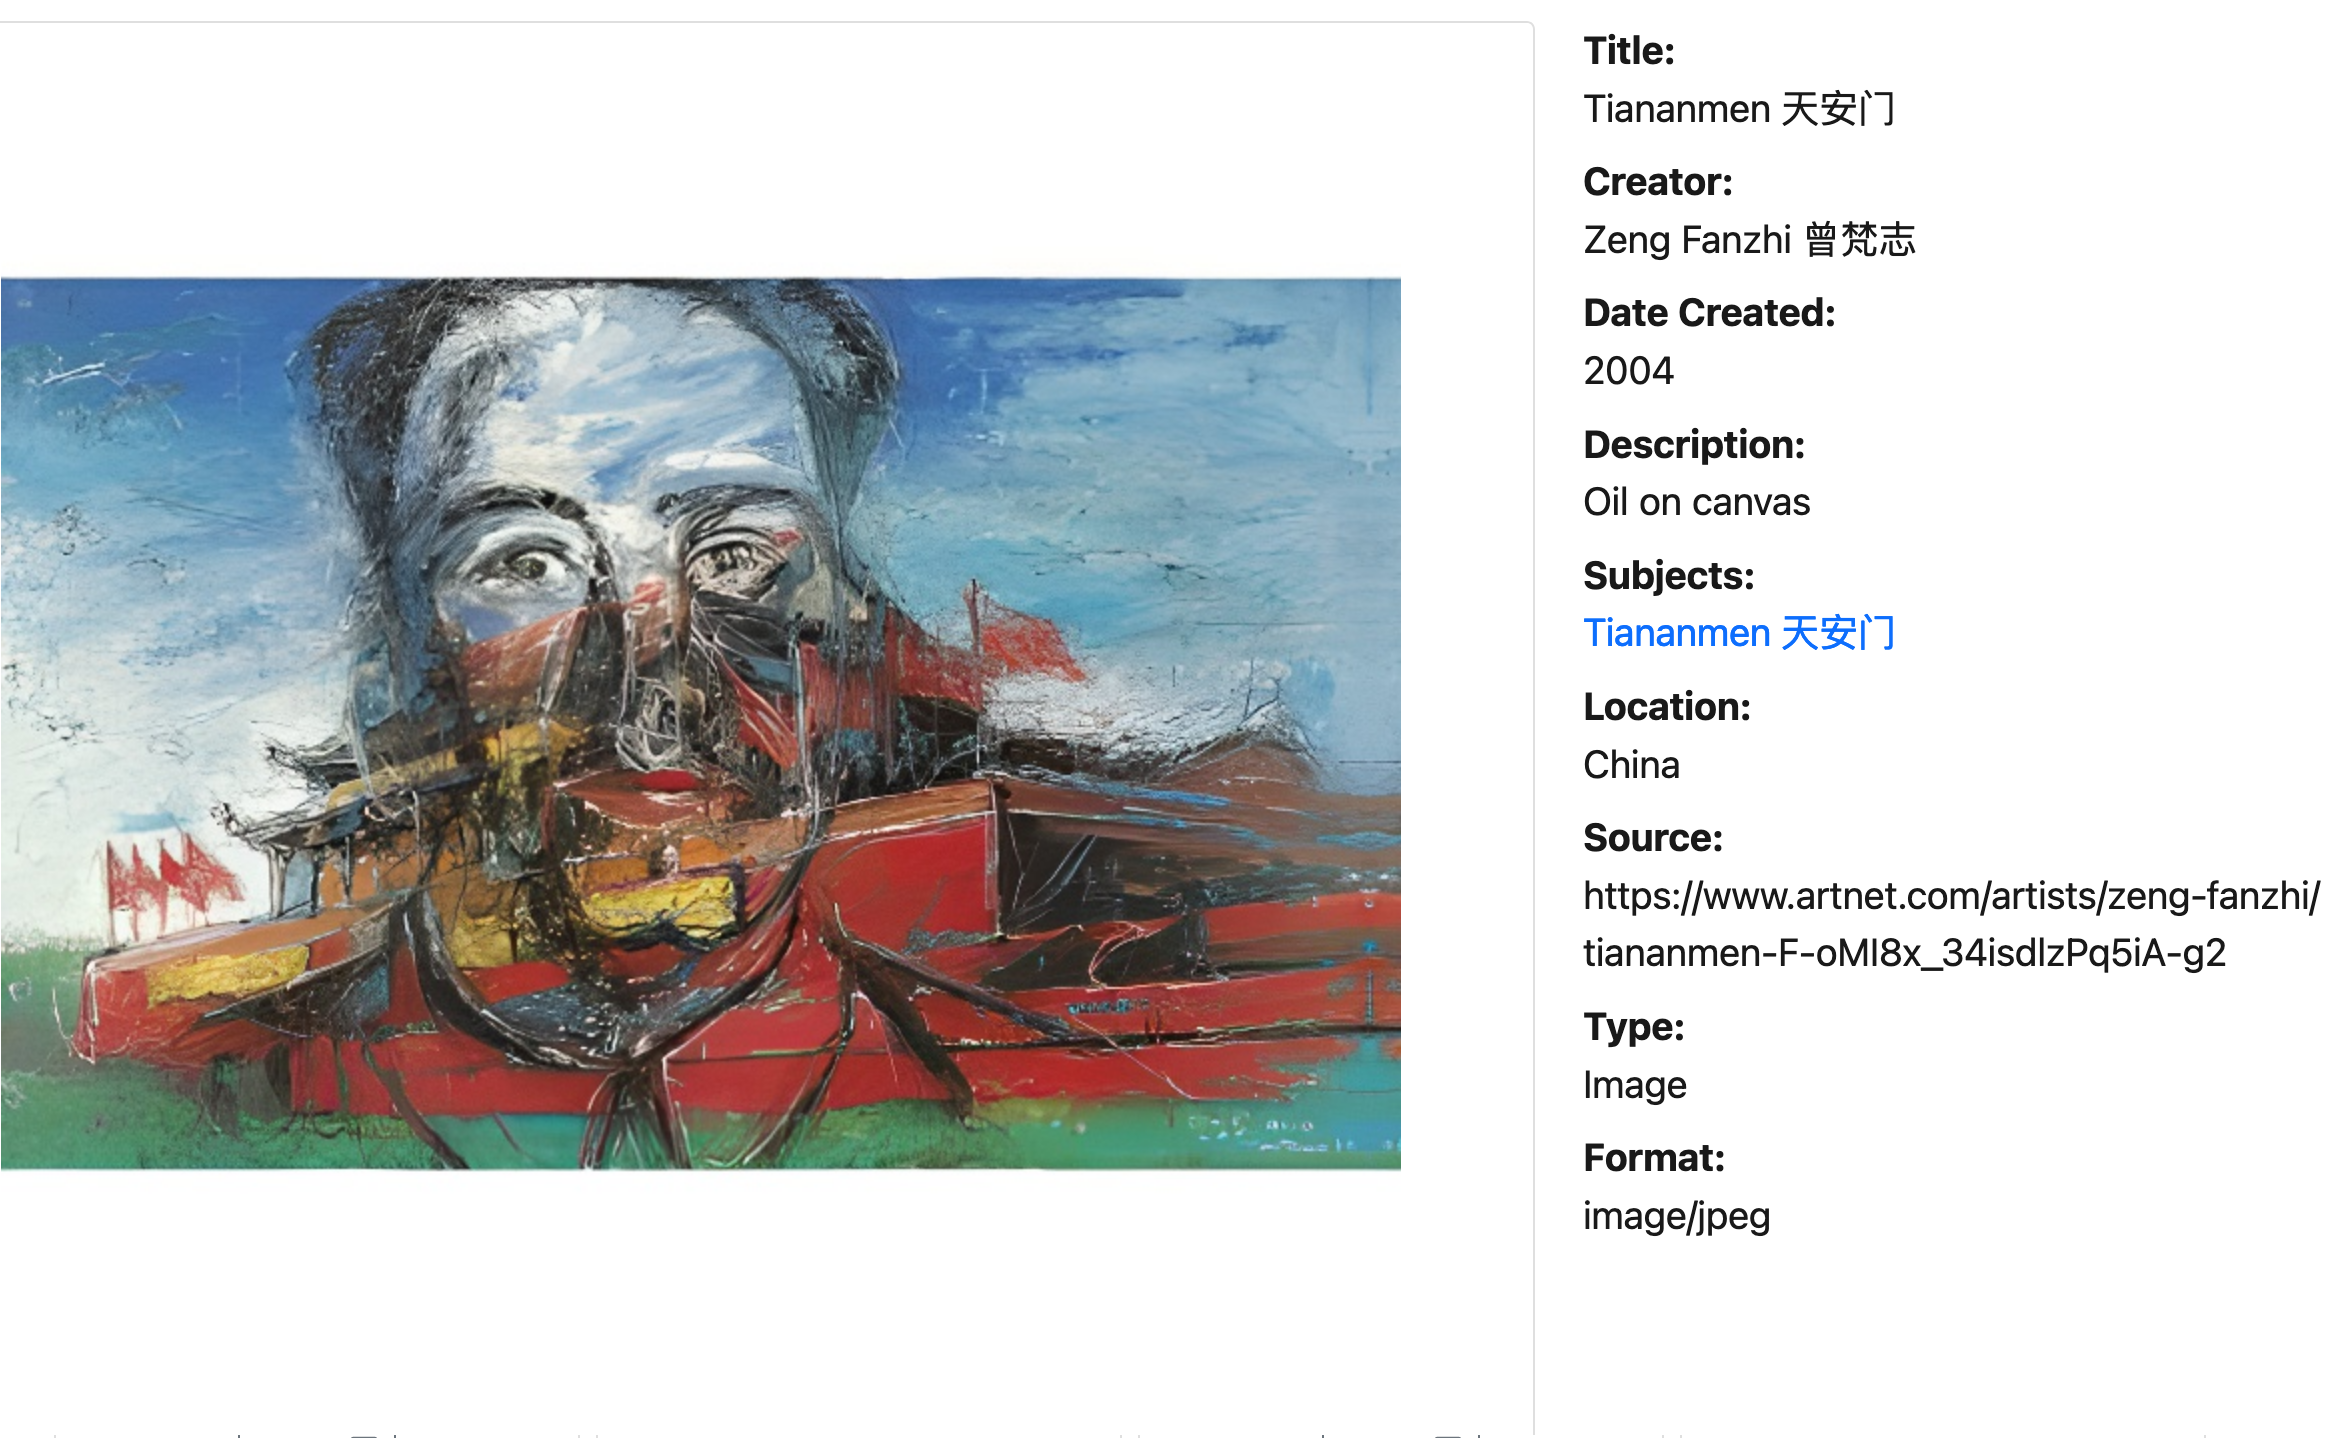 Title:
Tiananmen 天安门
Creator:
Zeng Fanzhi 曾梵志
Date Created:
2004
Description:
Oil on canvas
Subjects:
Tiananmen 天安门
Location:
China
Source:
https://www.artnet.com/artists/zeng-fanzhi/
tiananmen-F-oMI8x_34isdlzPq5iA-g2
Type:
Image
Format:
image/jpeg